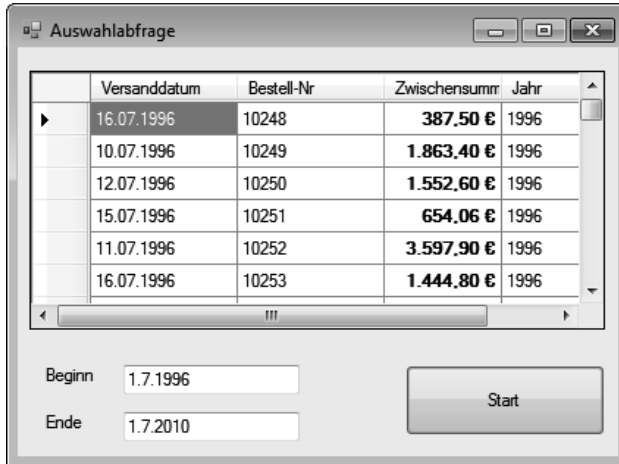 Auswahlabfrage
Versanddatum Bestell-Nr Zwischensumm Jahr
16.07.1996 10248 387,50 € 1996
10.07.1996 10249 1.863,40 € 1996
12.07.1996 10250 1.552,60 € 1996
15.07.1996 10251 654,06 € 1996
11.07.1996 10252 3.597,90 € 1996
16.07.1996 10253 1.444,80 € 1996
Beginn 1.7.1996
Start
Ende 1.7.2010